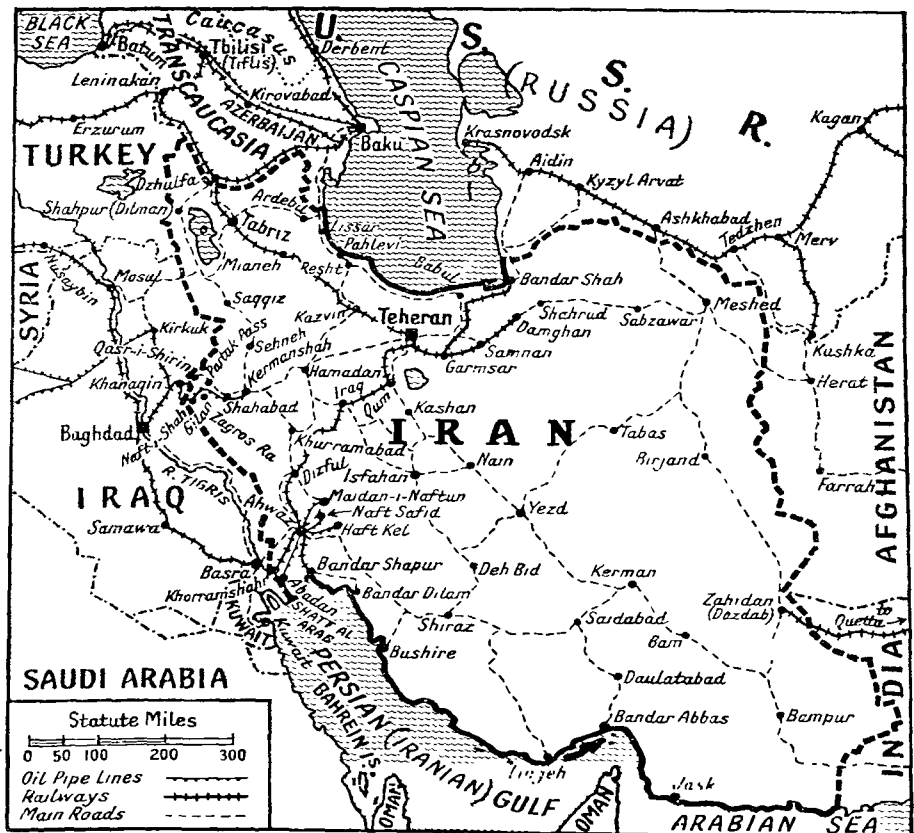 BLACK SEA
Caucasus
U. S. S. R.
(RUSSIA)
Batum
Tbilisi
(Tiflis)
Derbent
TRANSCAUCASIA
Leninakan
Kirovabad
AZERBAIJAN
CASPIAN SEA
Krasnovodsk
Kagan
Erzurum
Baku
Aidin
TURKEY
Dzhulfa
Kyzyl Arvat
Shahpur (Dilman)
Ardebil
Lissar
Ashkhabad
Tedzhen
Merv
Tabriz
Pahlevi
SYRIA
Nusaybin
Mosul
Mianeh
Resht
Babul
Bandar Shah
Saqqiz
Kazvin
Teheran
Shahrud
Sabzawar
Meshed
Kirkuk
Paitak Pass
Sehneh
Damghan
Samnan
Kushka
Qasr-i-Shirin
Kermanshah
Hamadan
Garmsar
Herat
Khanaqin
Gilan
Shahabad
Iraq
Qum
Kashan
IRAN
AFGHANISTAN
Baghdad
Naft-i-Shah
Zagros Ra
Khurramabad
Tabas
Birjand
R. TIGRIS
Dizful
Isfahan
Nain
Farrah
IRAQ
Ahwaz
Maidan-i-Naftun
Naft Safid
Haft Kel
Yezd
Samawa
Basra
Bandar Shapur
Deh Bid
Kerman
Khorramshahr
Abadan
Bandar Dilam
Zahidan
(Dozdab)
to Quetta
KUWAIT
Kuwait
SHATT AL ARAB
Shiraz
Saidabad
Bam
Bushire
SAUDI ARABIA
Daulatabad
PERSIAN (IRANIAN) GULF
BAHREIN IS.
Bandar Abbas
Bampur
INDIA
Lingeh
Jask
OMAN
OMAN
ARABIAN SEA
Statute Miles
0 50 100 200 300
Oil Pipe Lines
Railways
Main Roads